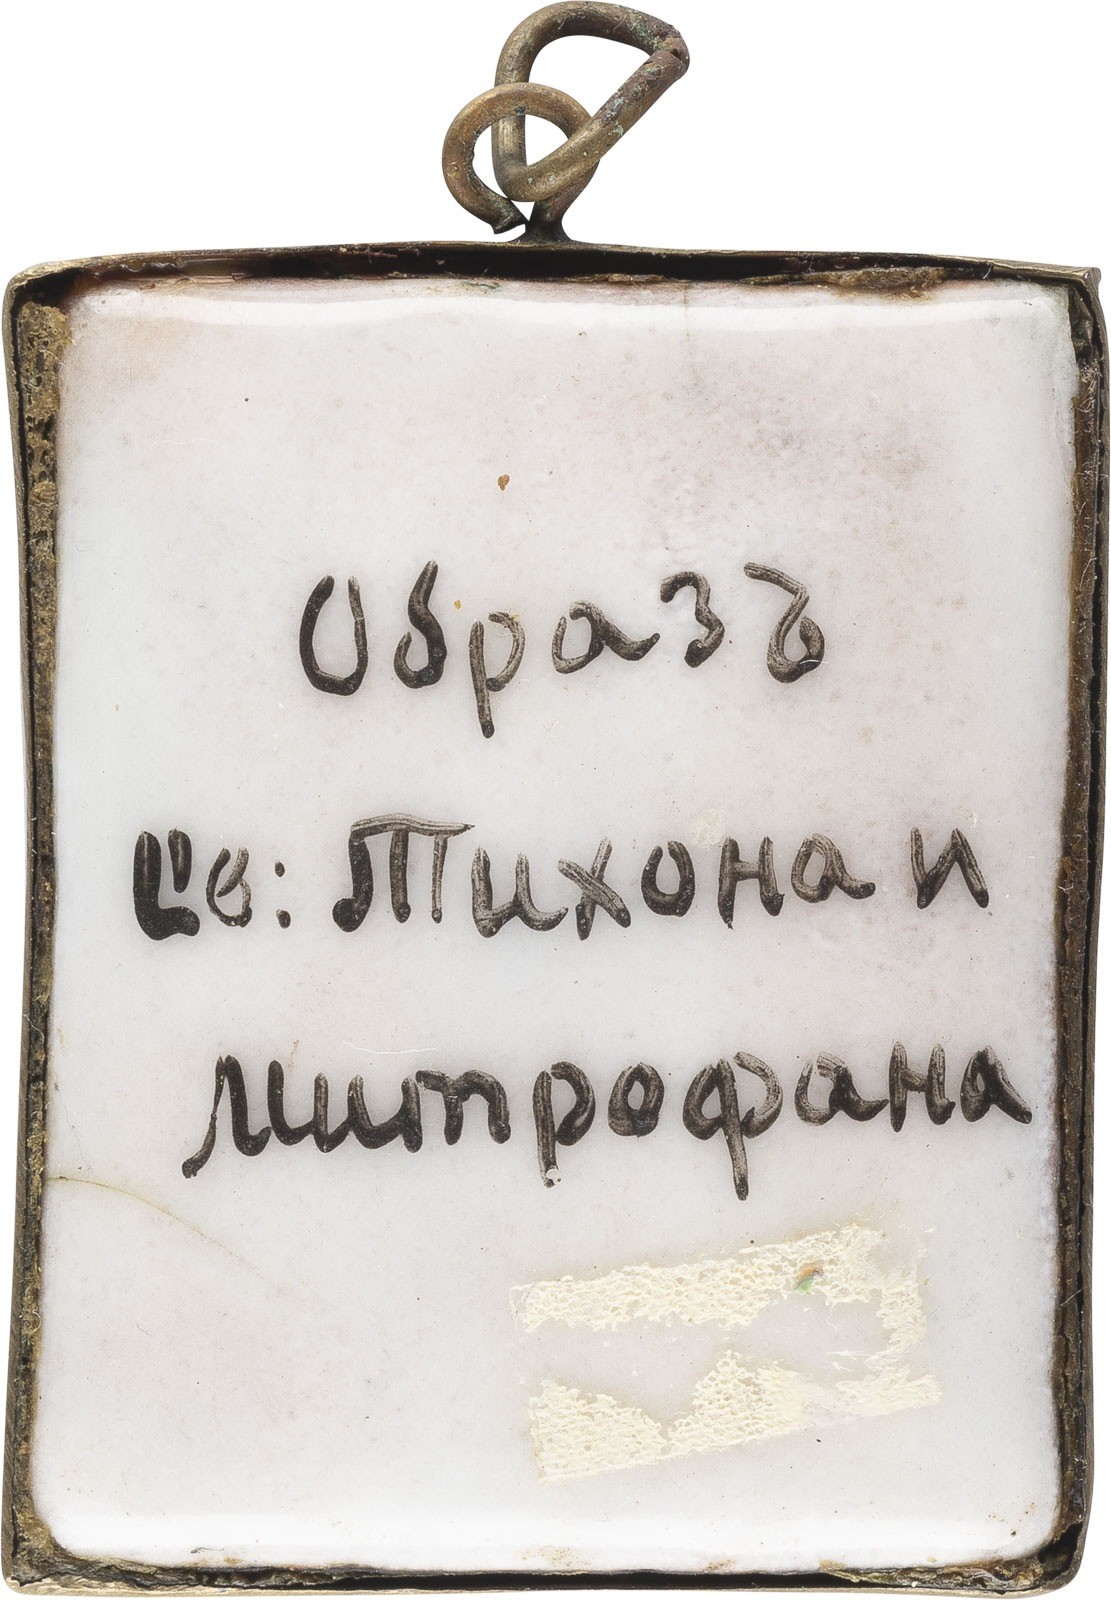 Образъ
Св: Тихона и
Митрофана